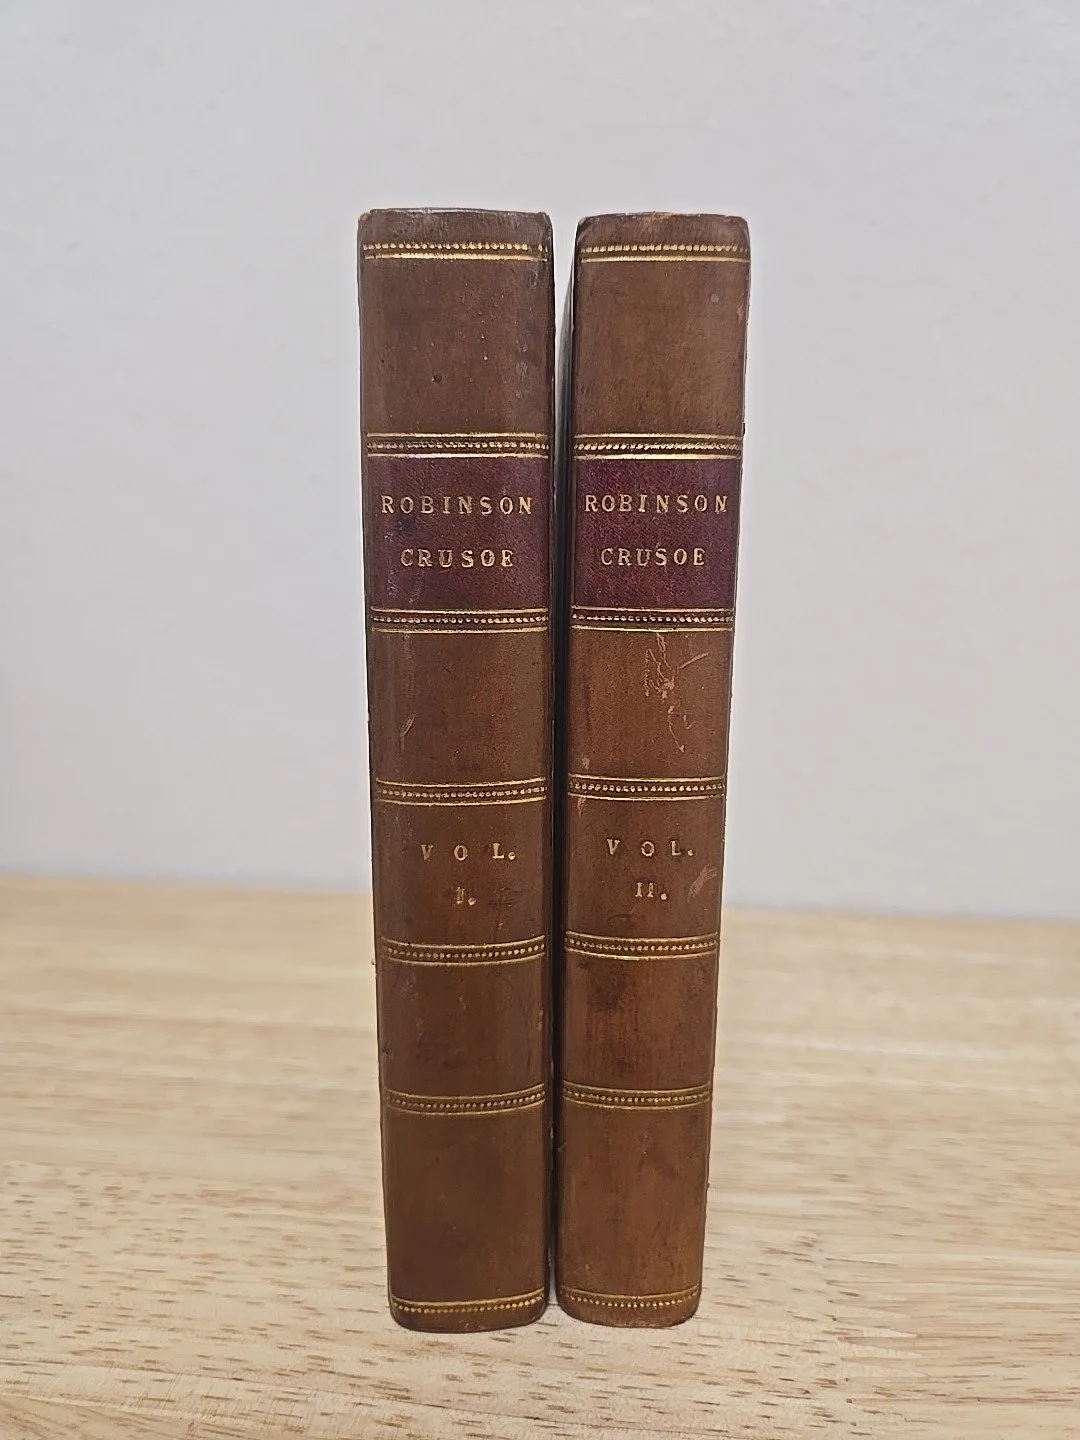 ROBINSON
CRUSOE
VOL.
I.
ROBINSON
CRUSOE
VOL.
II.